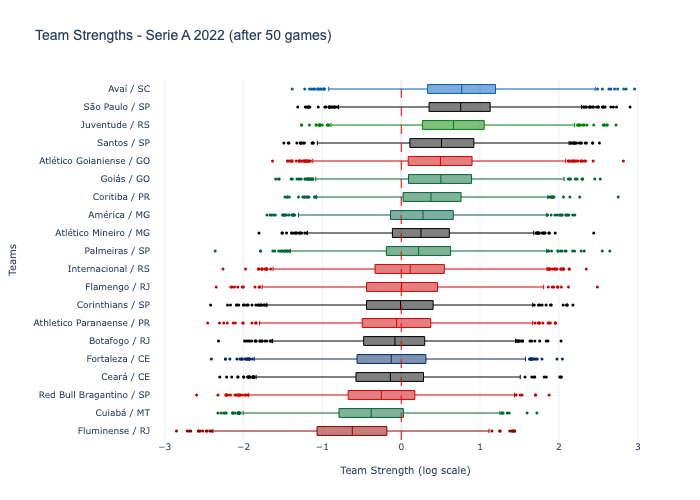 Team Strengths - Serie A 2022 (after 50 games)
Avaí / SC
São Paulo / SP
Juventude / RS
Santos / SP
Atlético Goianiense / GO
Goiás / GO
Coritiba / PR
América / MG
Atlético Mineiro / MG
Palmeiras / SP
Internacional / RS
Flamengo / RJ
Corinthians / SP
Athletico Paranaense / PR
Botafogo / RJ
Fortaleza / CE
Ceará / CE
Red Bull Bragantino / SP
Cuiabá / MT
Fluminense / RJ
Teams
−3 −2 −1 0 1 2 3
Team Strength (log scale)